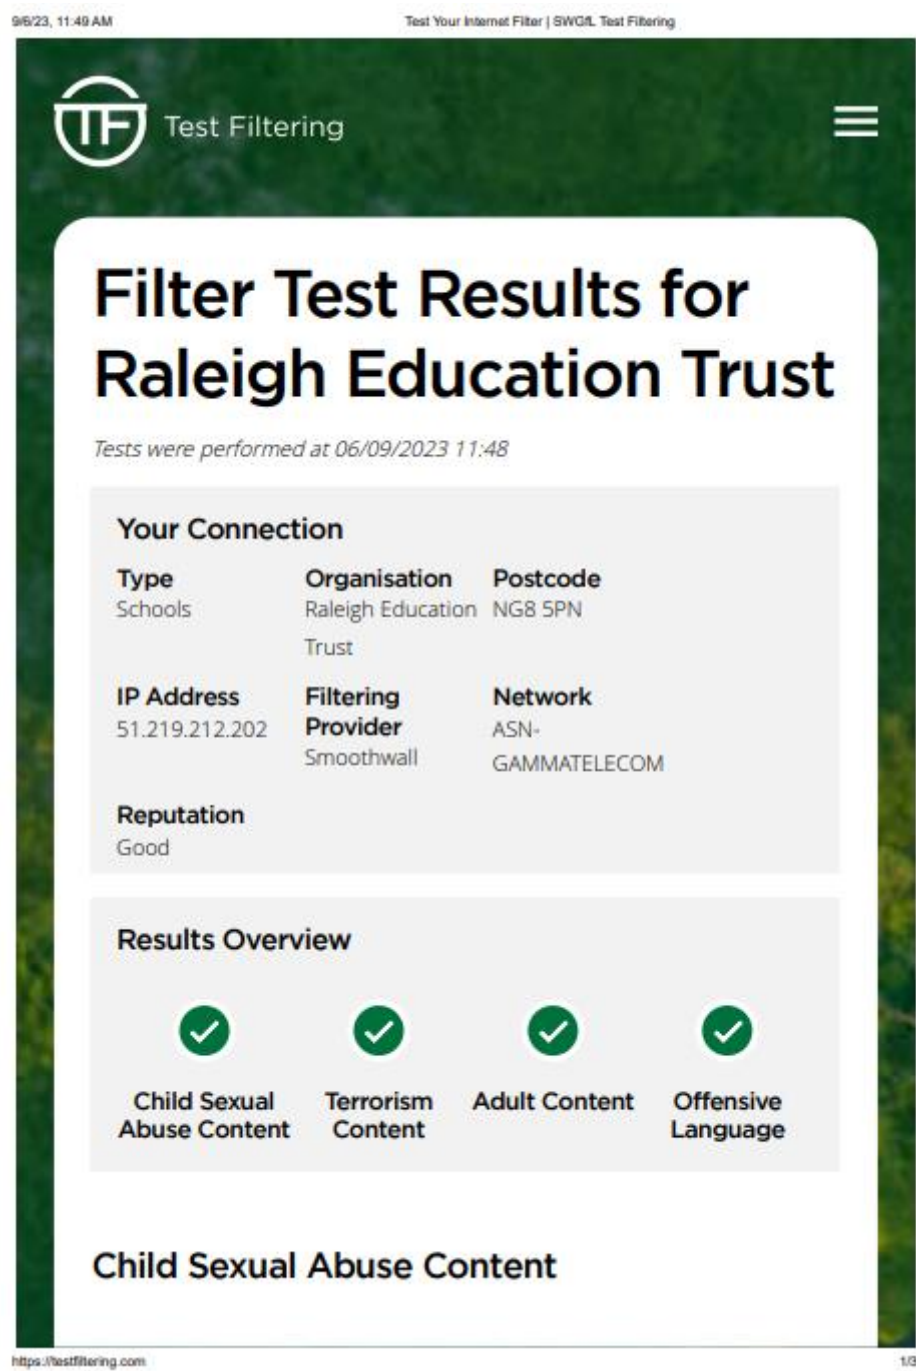 9/6/23, 11:49 AM
Test Your Internet Filter | SWGfL Test Filtering
TF
Test Filtering
Filter Test Results for
Raleigh Education Trust
Tests were performed at 06/09/2023 11:48
Your Connection
Type
Schools
Organisation
Raleigh Education
Trust
Postcode
NG8 5PN
IP Address
51.219.212.202
Filtering
Provider
Smoothwall
Network
ASN-
GAMMATELECOM
Reputation
Good
Results Overview
Child Sexual
Abuse Content
Terrorism
Content
Adult Content
Offensive
Language
Child Sexual Abuse Content
https://testfiltering.com
1/3